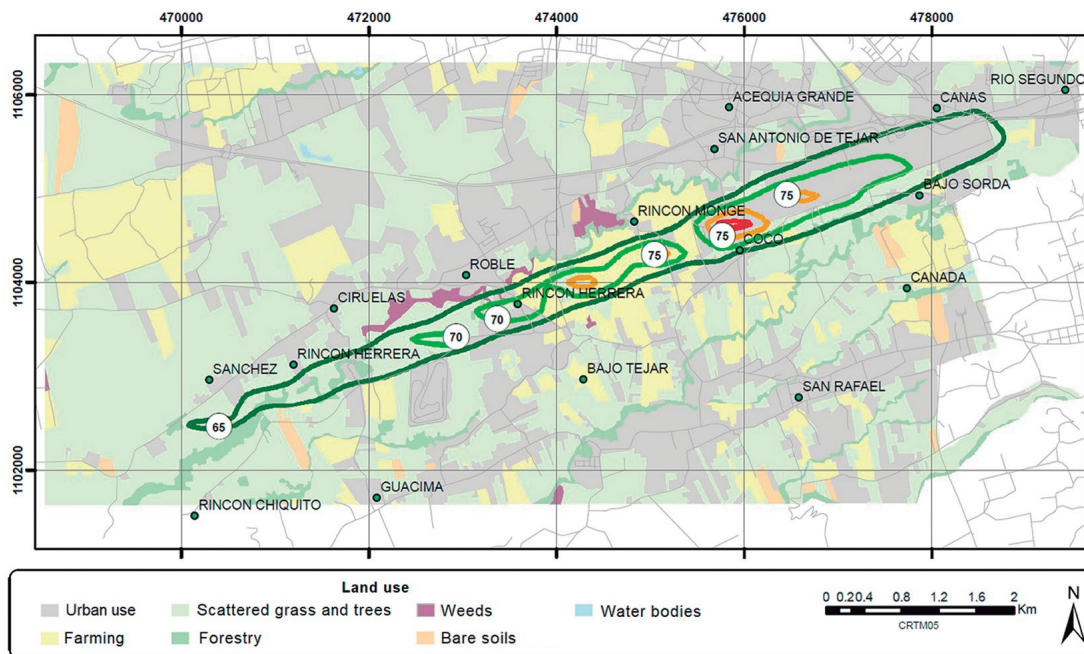 470000 472000 474000 476000 478000
1106000
1104000
1102000
RIO SEGUNDO
ACEQUIA GRANDE
CANAS
SAN ANTONIO DE TEJAR
75
BAJO SORDA
RINCON MONGE
75
75
COCO
ROBLE
CANADA
CIRUELAS
RINCON HERRERA
70
70
RINCON HERRERA
SANCHEZ
BAJO TEJAR
SAN RAFAEL
65
GUACIMA
RINCON CHIQUITO
Land use
Urban use Scattered grass and trees Weeds Water bodies
Farming Forestry Bare soils
0 0.20.4 0.8 1.2 1.6 2
Km
CRTM05
N